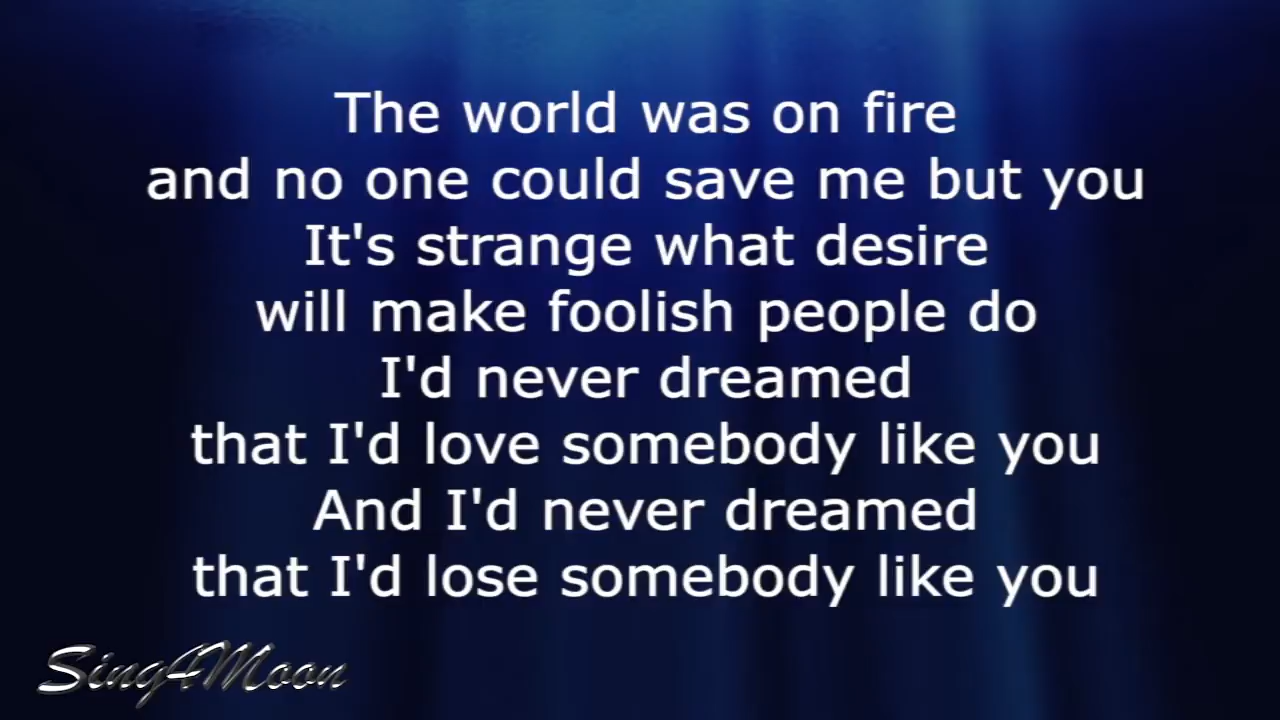 The world was on fire
and no one could save me but you
It's strange what desire
will make foolish people do
I'd never dreamed
that I'd love somebody like you
And I'd never dreamed
that I'd lose somebody like you
Sing4Moon